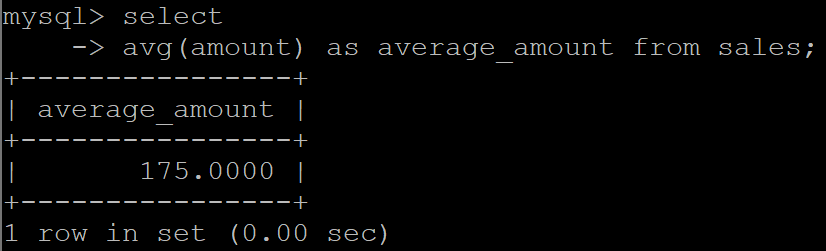 mysql> select
    -> avg(amount) as average_amount from sales;
+----------------+
| average_amount |
+----------------+
|       175.0000 |
+----------------+
1 row in set (0.00 sec)